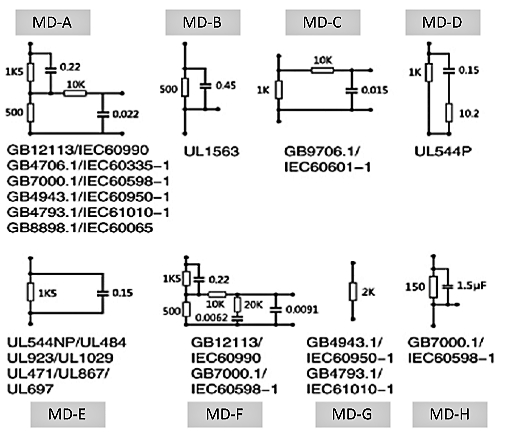 MD-A
MD-B
MD-C
MD-D
1K5
0.22
10K
500
0.022
GB12113/IEC60990
GB4706.1/IEC60335-1
GB7000.1/IEC60598-1
GB4943.1/IEC60950-1
GB4793.1/IEC61010-1
GB8898.1/IEC60065
500
0.45
UL1563
10K
1K
0.015
GB9706.1/
IEC60601-1
1K
0.15
10.2
UL544P
1K5
0.15
UL544NP/UL484
UL923/UL1029
UL471/UL867/
UL697
1K5
0.22
10K
20K
500
0.0062
0.0091
GB12113/
IEC60990
GB7000.1/
IEC60598-1
2K
GB4943.1/
IEC60950-1
GB4793.1/
IEC61010-1
150
1.5μF
GB7000.1/
IEC60598-1
MD-E
MD-F
MD-G
MD-H